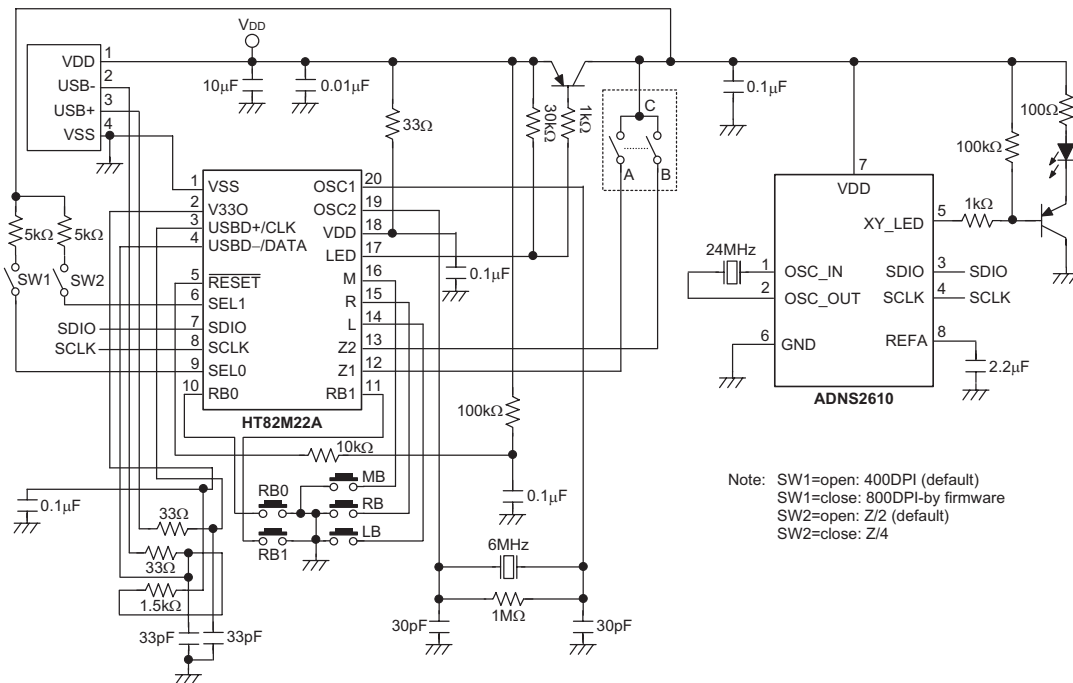 VDD
VDD
1
USB-
2
USB+
3
VSS
4
10μF
0.01μF
33Ω
30kΩ
1kΩ
C
A
B
0.1μF
100Ω
100kΩ
5kΩ
5kΩ
SW1
SW2
SDIO
SCLK
1
VSS
2
V33O
3
USBD+/CLK
4
USBD−/DATA
5
RESET
6
SEL1
7
SDIO
8
SCLK
9
SEL0
10
RB0
OSC1
20
OSC2
19
VDD
18
LED
17
M
16
R
15
L
14
Z2
13
Z1
12
RB1
11
HT82M22A
0.1μF
7
VDD
XY_LED
5
1kΩ
24MHz
1
OSC_IN
2
OSC_OUT
SDIO
3
SDIO
SCLK
4
SCLK
6
GND
REFA
8
2.2μF
ADNS2610
100kΩ
10kΩ
0.1μF
0.1μF
MB
RB0
RB
RB1
LB
33Ω
33Ω
1.5kΩ
33pF
33pF
6MHz
1MΩ
30pF
30pF
Note: SW1=open: 400DPI (default)
SW1=close: 800DPI-by firmware
SW2=open: Z/2 (default)
SW2=close: Z/4